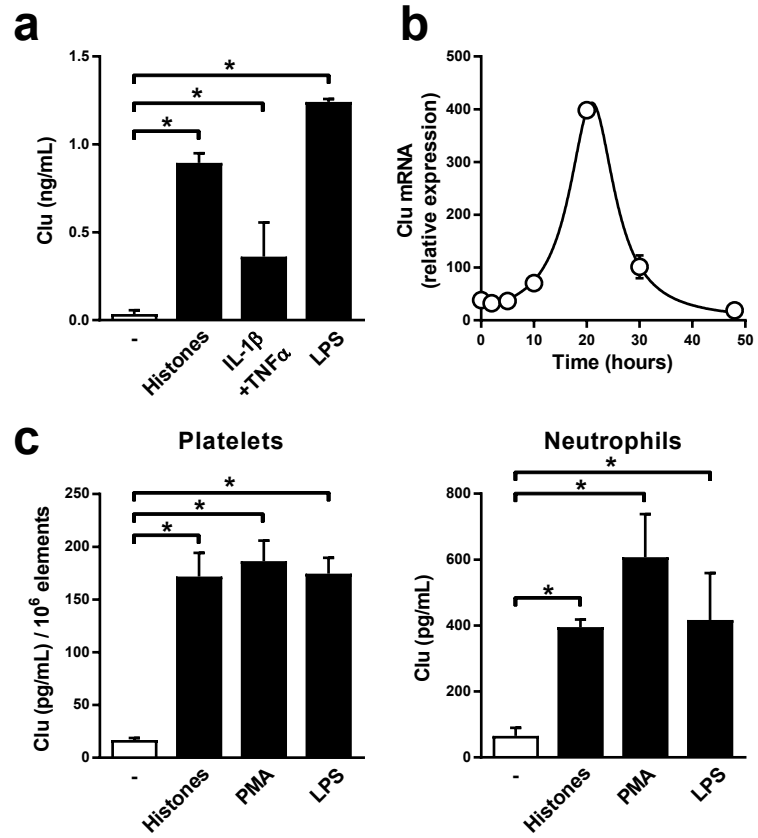 a
Clu (ng/mL)
1.5
1.0
0.5
0.0
*
*
*
-
Histones
IL-1β
+TNFα
LPS
b
Clu mRNA
(relative expression)
500
400
300
200
100
0
0 10 20 30 40 50
Time (hours)
c
Platelets
Clu (pg/mL) / 10⁶ elements
250
200
150
100
50
0
*
*
*
-
Histones
PMA
LPS
Neutrophils
Clu (pg/mL)
800
600
400
200
0
*
*
*
-
Histones
PMA
LPS